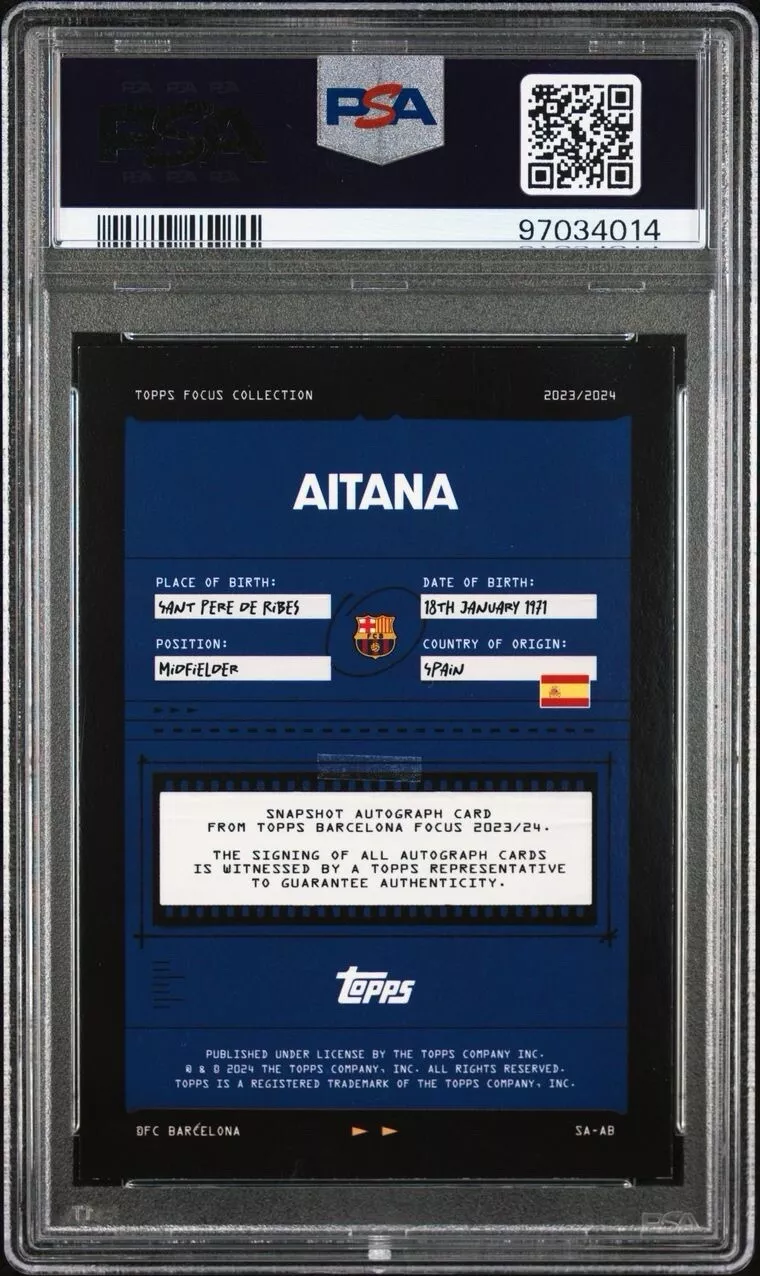 PSA
97034014
TOPPS FOCUS COLLECTION
2023/2024
AITANA
PLACE OF BIRTH:
SANT PERE DE RIBES
DATE OF BIRTH:
18TH JANUARY 1971
POSITION:
MIDFIELDER
COUNTRY OF ORIGIN:
SPAIN
FCB
SNAPSHOT AUTOGRAPH CARD
FROM TOPPS BARCELONA FOCUS 2023/24.
THE SIGNING OF ALL AUTOGRAPH CARDS
IS WITNESSED BY A TOPPS REPRESENTATIVE
TO GUARANTEE AUTHENTICITY.
Topps
PUBLISHED UNDER LICENSE BY THE TOPPS COMPANY INC.
® & © 2024 THE TOPPS COMPANY, INC. ALL RIGHTS RESERVED.
TOPPS IS A REGISTERED TRADEMARK OF THE TOPPS COMPANY, INC.
©FC BARCELONA
SA-AB
PSA